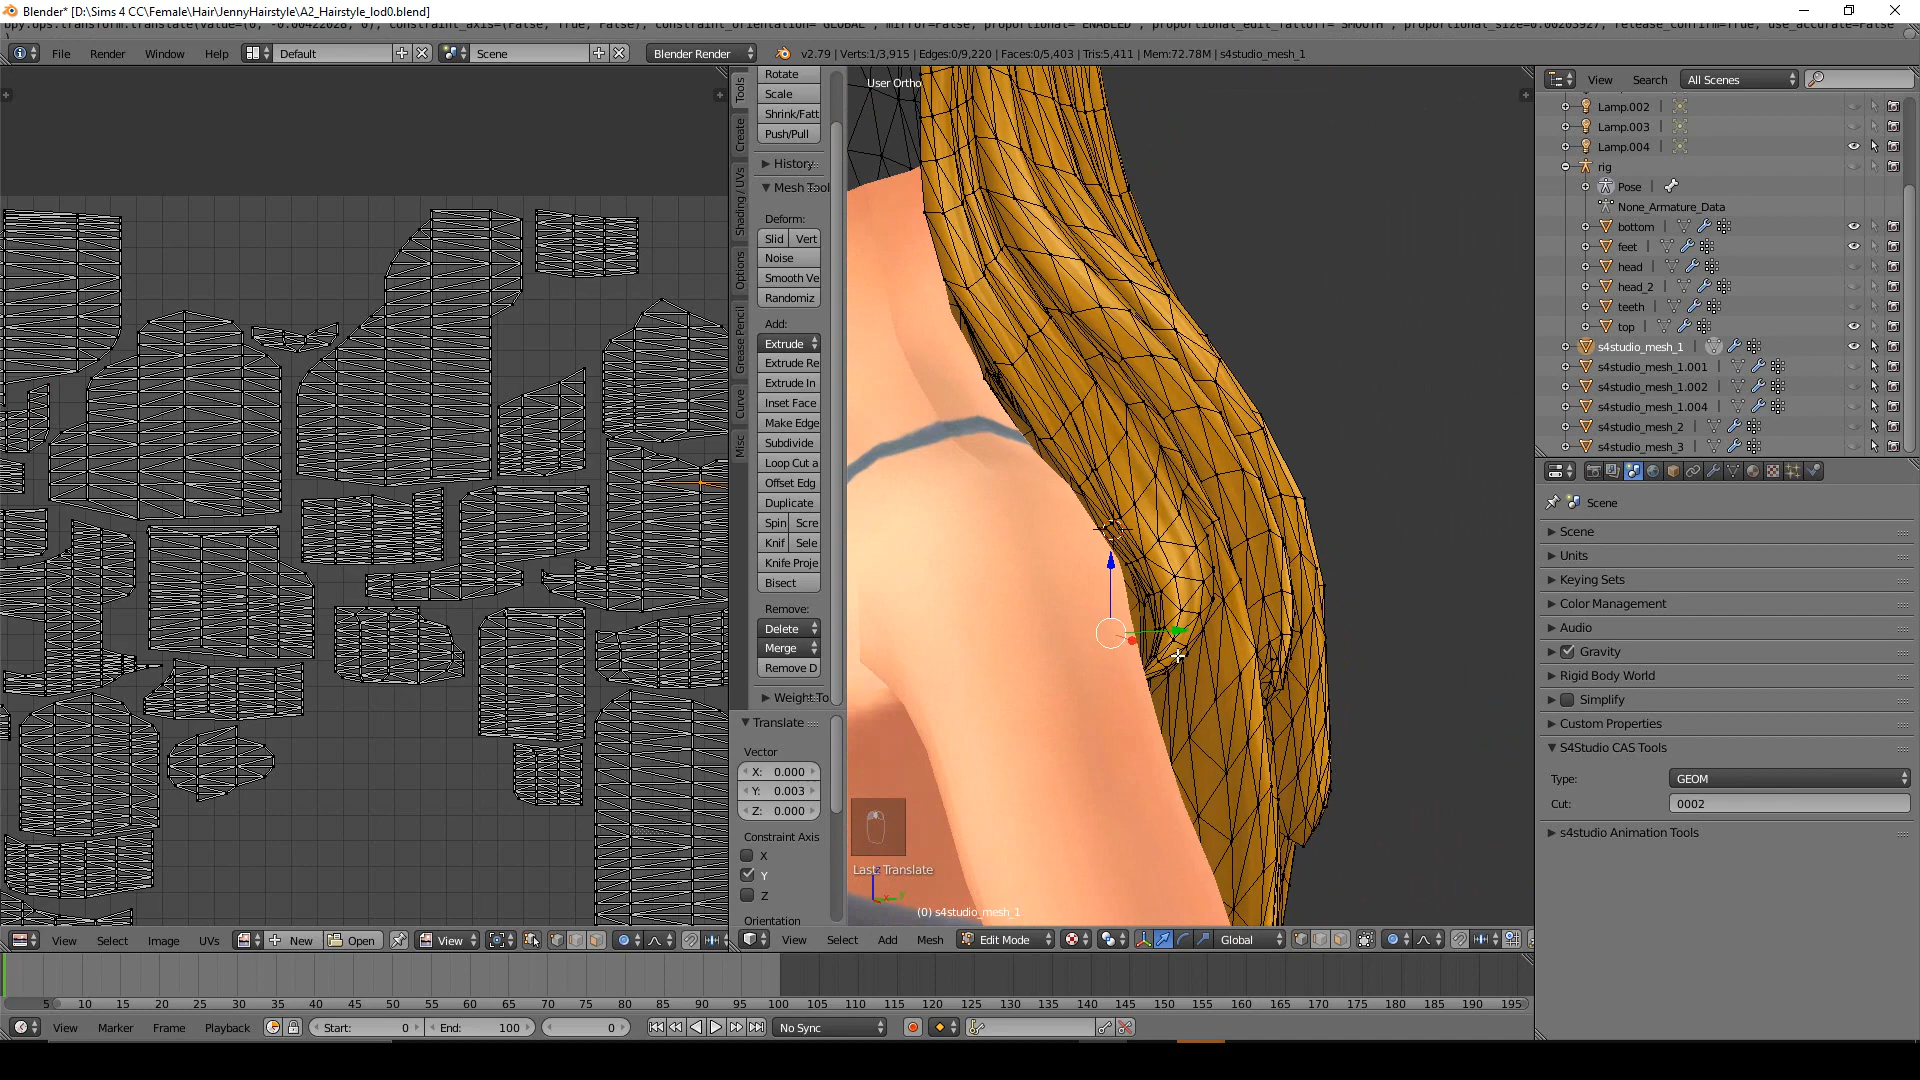 Blender* [D:\Sims 4 CC\Female\Hair\JennyHairstyle\A2_Hairstyle_lod0.blend]
File Render Window Help Default Scene Blender Render v2.79 | Verts:1/3,915 | Edges:0/9,220 | Faces:0/5,403 | Tris:5,411 | Mem:72.78M | s4studio_mesh_1
Tools
Create
Shading / UVs
Options
Grease Pencil
Curve
Misc
Rotate
Scale
Shrink/Fatt
Push/Pull
History
Mesh Tool
Deform:
Slid Vert
Noise
Smooth Ve
Randomiz
Add:
Extrude
Extrude Re
Extrude In
Inset Face
Make Edge
Subdivide
Loop Cut a
Offset Edg
Duplicate
Spin Scre
Knif Sele
Knife Proje
Bisect
Remove:
Delete
Merge
Remove D
Weight To
Translate
Vector
X: 0.000
Y: 0.003
Z: 0.000
Constraint Axis
X
Y
Z
Orientation
User Ortho
Last: Translate
(0) s4studio_mesh_1
View Search All Scenes
Lamp.002
Lamp.003
Lamp.004
rig
Pose
None_Armature_Data
bottom
feet
head
head_2
teeth
top
s4studio_mesh_1
s4studio_mesh_1.001
s4studio_mesh_1.002
s4studio_mesh_1.004
s4studio_mesh_2
s4studio_mesh_3
Scene
Scene
Units
Keying Sets
Color Management
Audio
Gravity
Rigid Body World
Simplify
Custom Properties
S4Studio CAS Tools
Type: GEOM
Cut: 0002
s4studio Animation Tools
View Select Image UVs New Open View
View Select Add Mesh Edit Mode Global
5 10 15 20 25 30 35 40 45 50 55 60 65 70 75 80 85 90 95 100 105 110 115 120 125 130 135 140 145 150 155 160 165 170 175 180 185 190 195
View Marker Frame Playback Start: 0 End: 100 0 No Sync